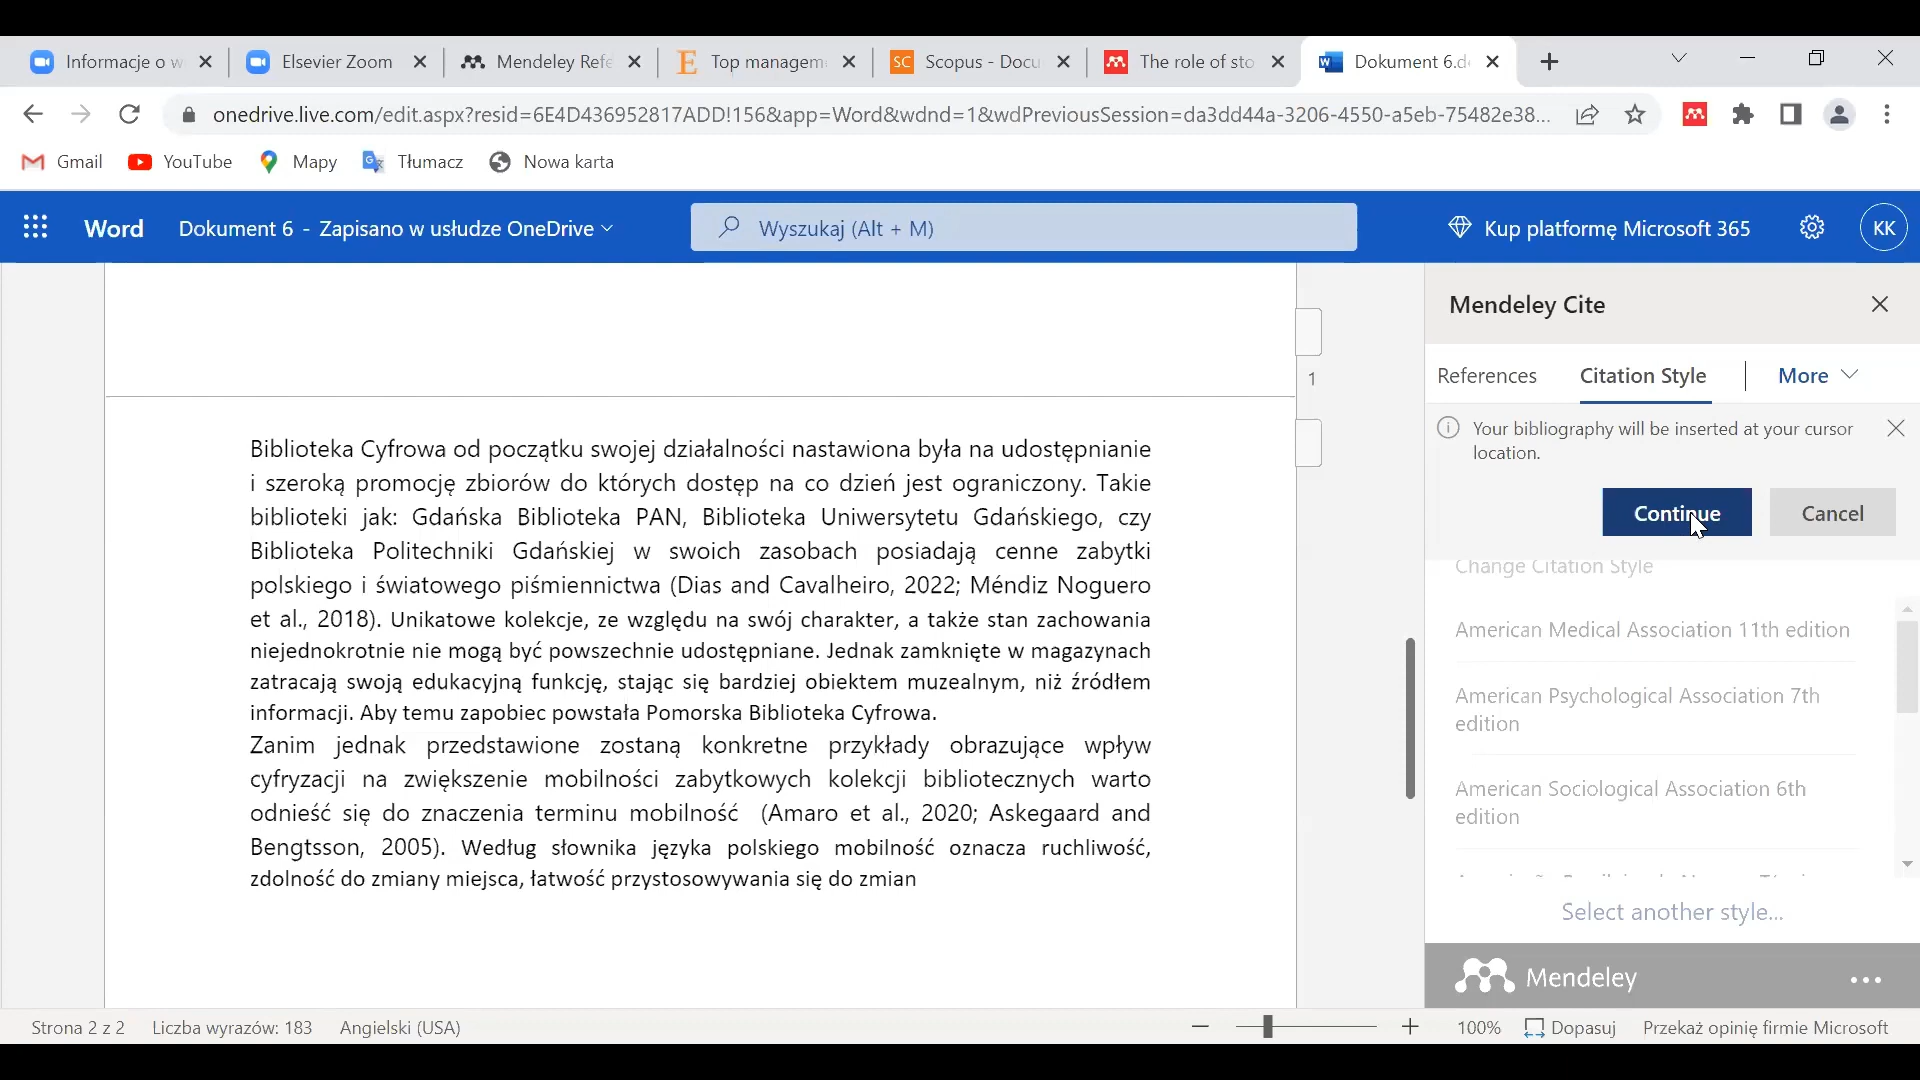 Informacje o w
Elsevier Zoom
Mendeley Refe
Top managem
Scopus - Docu
The role of sto
Dokument 6.d
onedrive.live.com/edit.aspx?resid=6E4D436952817ADD!156&app=Word&wdnd=1&wdPreviousSession=da3dd44a-3206-4550-a5eb-75482e38...
Gmail
YouTube
Mapy
Tłumacz
Nowa karta
Word
Dokument 6 - Zapisano w usłudze OneDrive
Wyszukaj (Alt + M)
Kup platformę Microsoft 365
KK
1
Biblioteka Cyfrowa od początku swojej działalności nastawiona była na udostępnianie
i szeroką promocję zbiorów do których dostęp na co dzień jest ograniczony. Takie
biblioteki jak: Gdańska Biblioteka PAN, Biblioteka Uniwersytetu Gdańskiego, czy
Biblioteka Politechniki Gdańskiej w swoich zasobach posiadają cenne zabytki
polskiego i światowego piśmiennictwa (Dias and Cavalheiro, 2022; Méndiz Noguero
et al., 2018). Unikatowe kolekcje, ze względu na swój charakter, a także stan zachowania
niejednokrotnie nie mogą być powszechnie udostępniane. Jednak zamknięte w magazynach
zatracają swoją edukacyjną funkcję, stając się bardziej obiektem muzealnym, niż źródłem
informacji. Aby temu zapobiec powstała Pomorska Biblioteka Cyfrowa.
Zanim jednak przedstawione zostaną konkretne przykłady obrazujące wpływ
cyfryzacji na zwiększenie mobilności zabytkowych kolekcji bibliotecznych warto
odnieść się do znaczenia terminu mobilność (Amaro et al., 2020; Askegaard and
Bengtsson, 2005). Według słownika języka polskiego mobilność oznacza ruchliwość,
zdolność do zmiany miejsca, łatwość przystosowywania się do zmian
Mendeley Cite
References
Citation Style
More
Your bibliography will be inserted at your cursor
location.
Continue
Cancel
Change Citation Style
American Medical Association 11th edition
American Psychological Association 7th
edition
American Sociological Association 6th
edition
Select another style...
Mendeley
Strona 2 z 2
Liczba wyrazów: 183
Angielski (USA)
100%
Dopasuj
Przekaż opinię firmie Microsoft